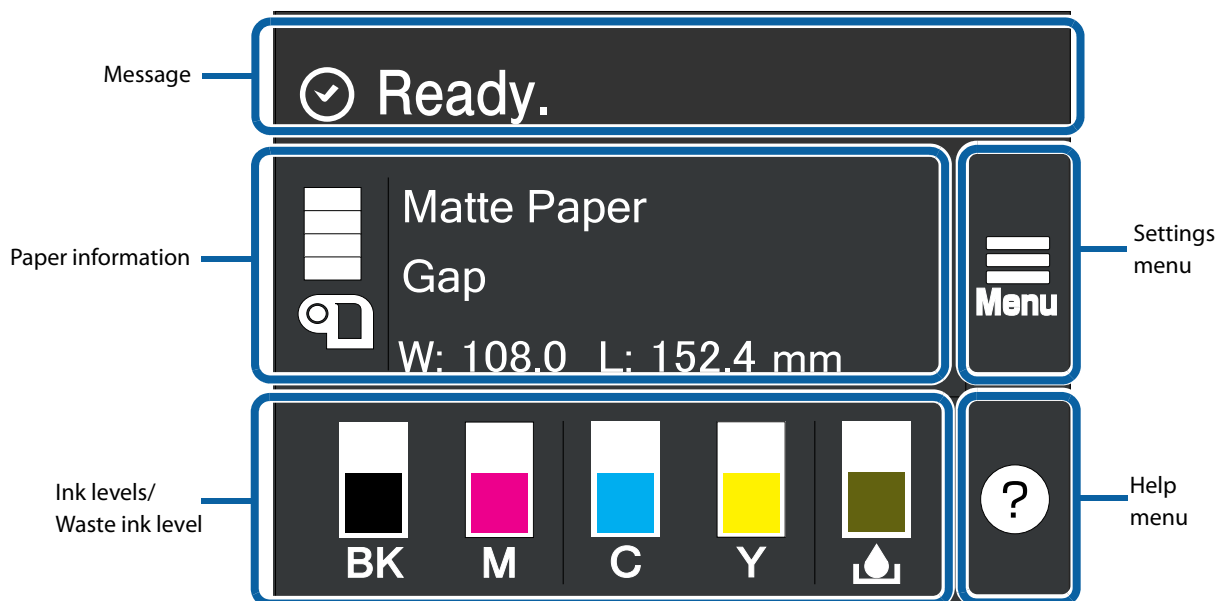 Message
Ready.
Paper information
Matte Paper
Gap
W: 108.0 L: 152.4 mm
Menu
Settings
menu
Ink levels/
Waste ink level
BK M C Y
?
Help
menu